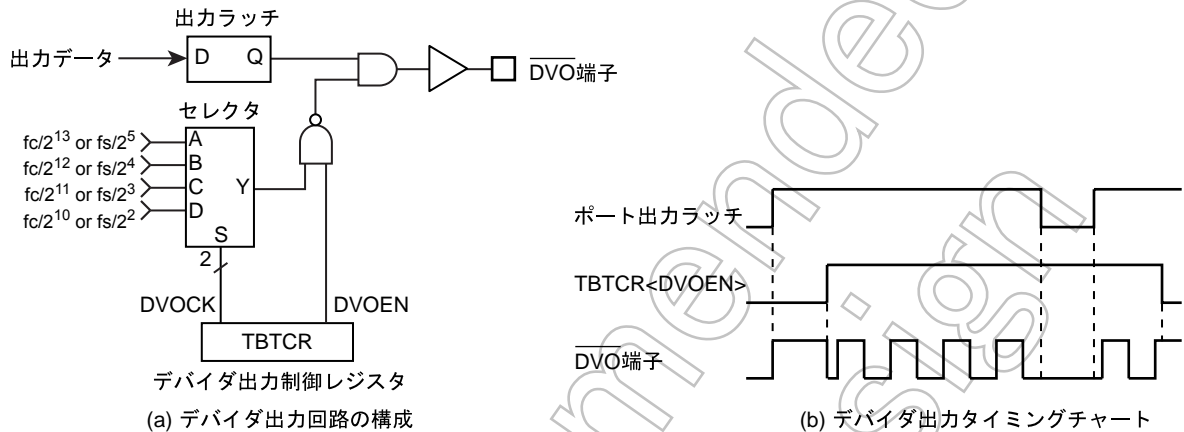 出力ラッチ
出力データ
D Q
DVO端子
セレクタ
fc/2^13 or fs/2^5
fc/2^12 or fs/2^4
fc/2^11 or fs/2^3
fc/2^10 or fs/2^2
A
B
C
D
Y
S
2
DVOCK
DVOEN
TBTCR
デバイダ出力制御レジスタ
(a) デバイダ出力回路の構成
ポート出力ラッチ
TBTCR<DVOEN>
DVO端子
(b) デバイダ出力タイミングチャート